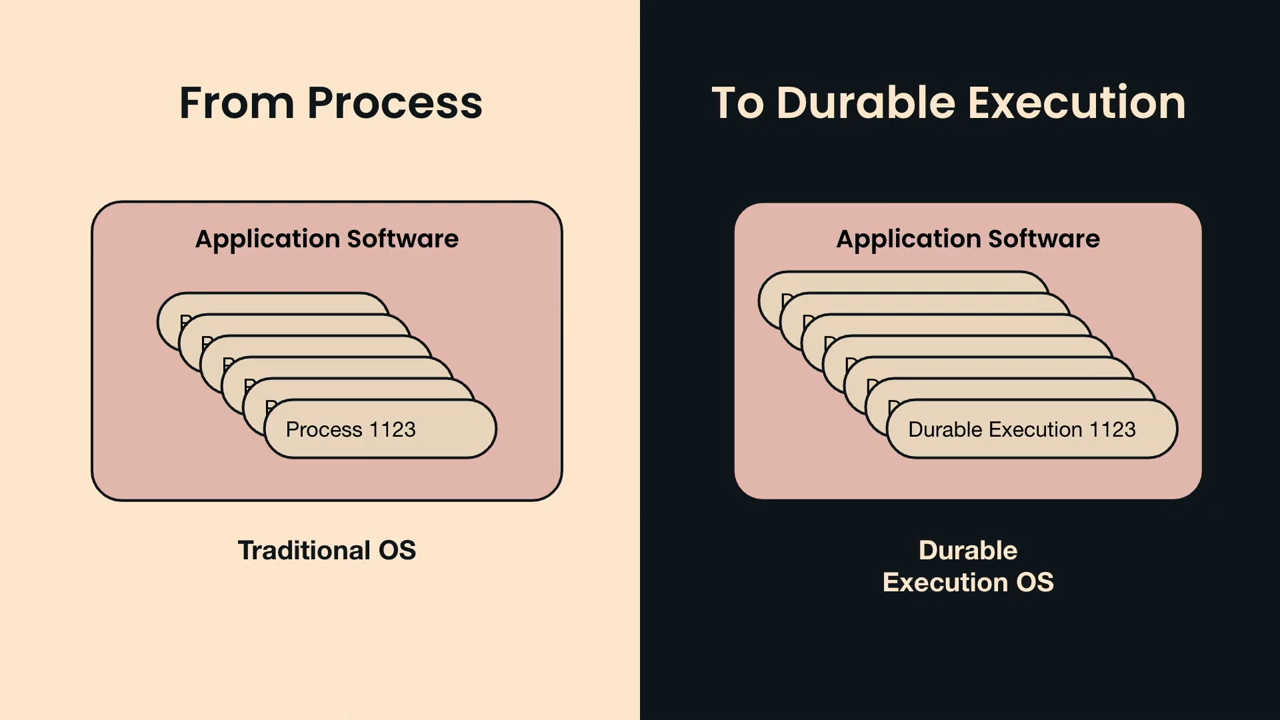 From Process
Application Software
P
P
P
P
P
Process 1123
Traditional OS
To Durable Execution
Application Software
D
D
D
D
D
D
Durable Execution 1123
Durable
Execution OS